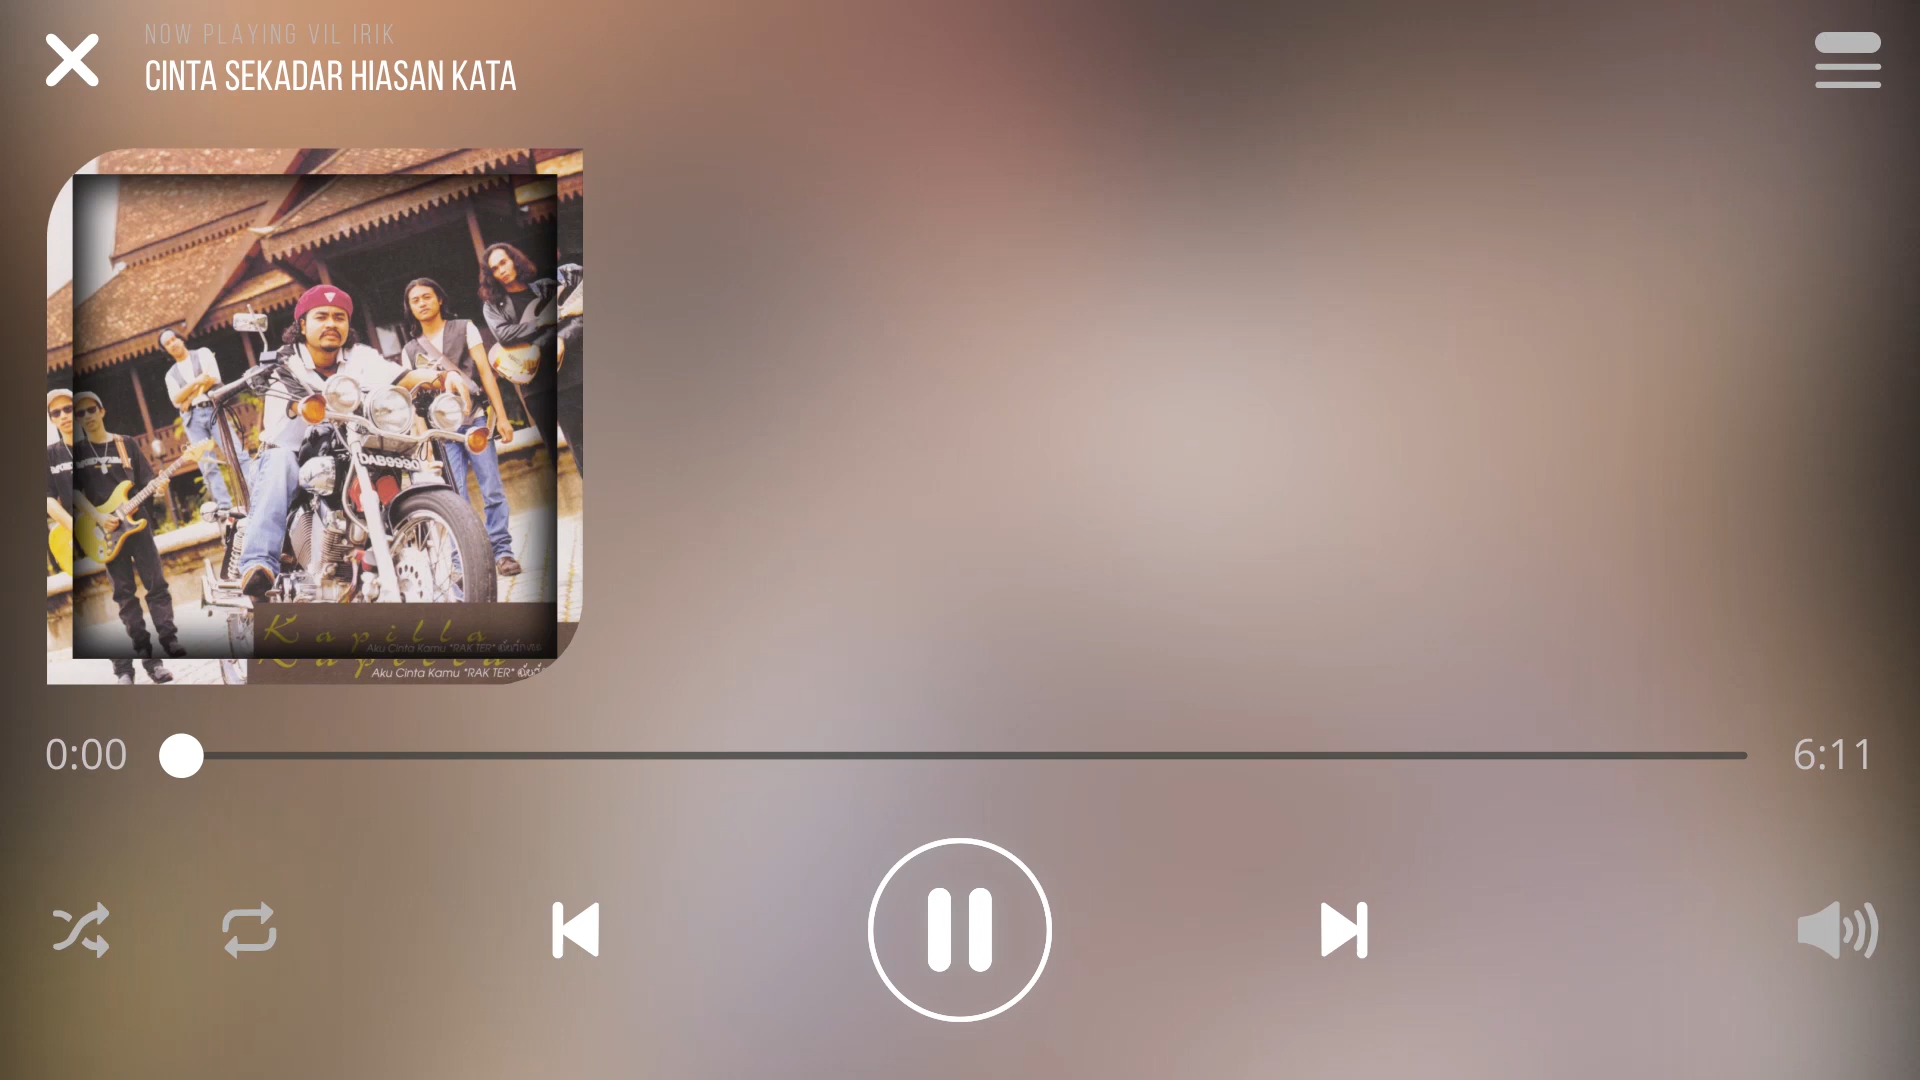 NOW PLAYING VIL IRIK
CINTA SEKADAR HIASAN KATA
DAB9990
Kapilla
Aku Cinta Kamu "RAK TER"
Kapilla
Aku Cinta Kamu "RAK TER"
0:00
6:11